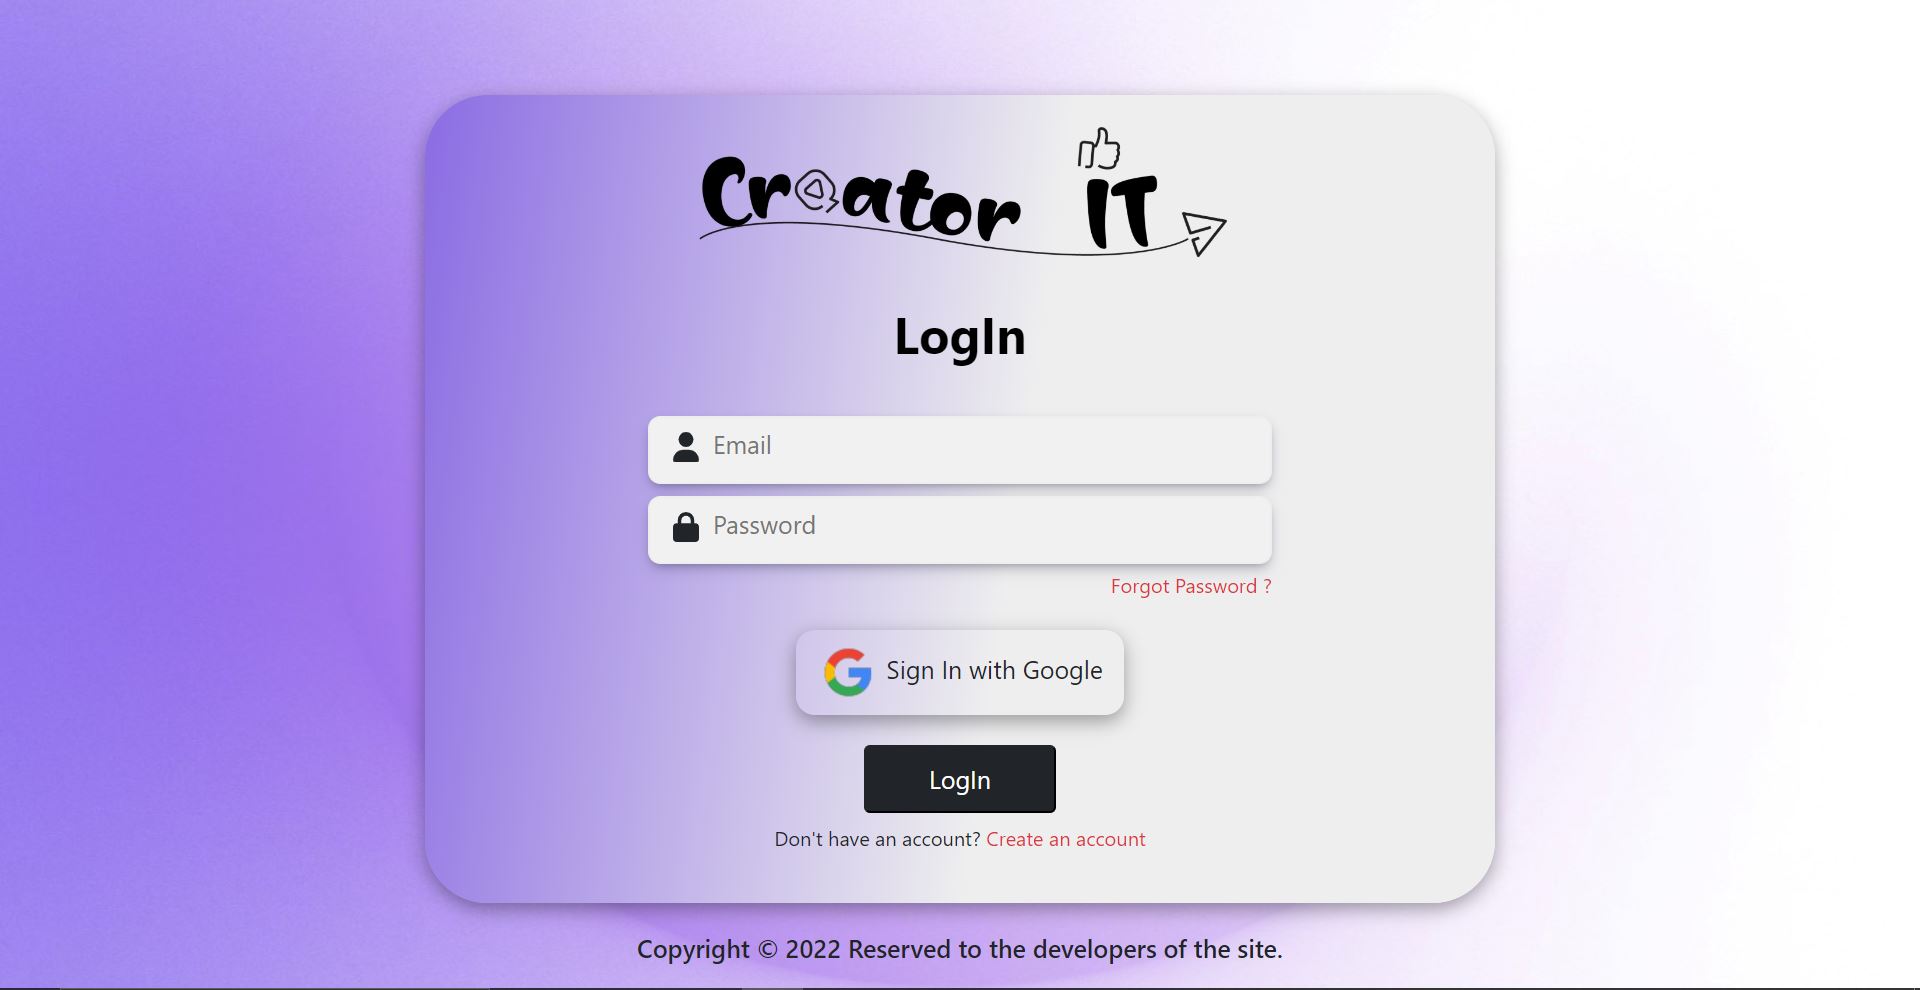 Creator IT
LogIn
Email
Password
Forgot Password ?
Sign In with Google
LogIn
Don't have an account? Create an account
Copyright © 2022 Reserved to the developers of the site.